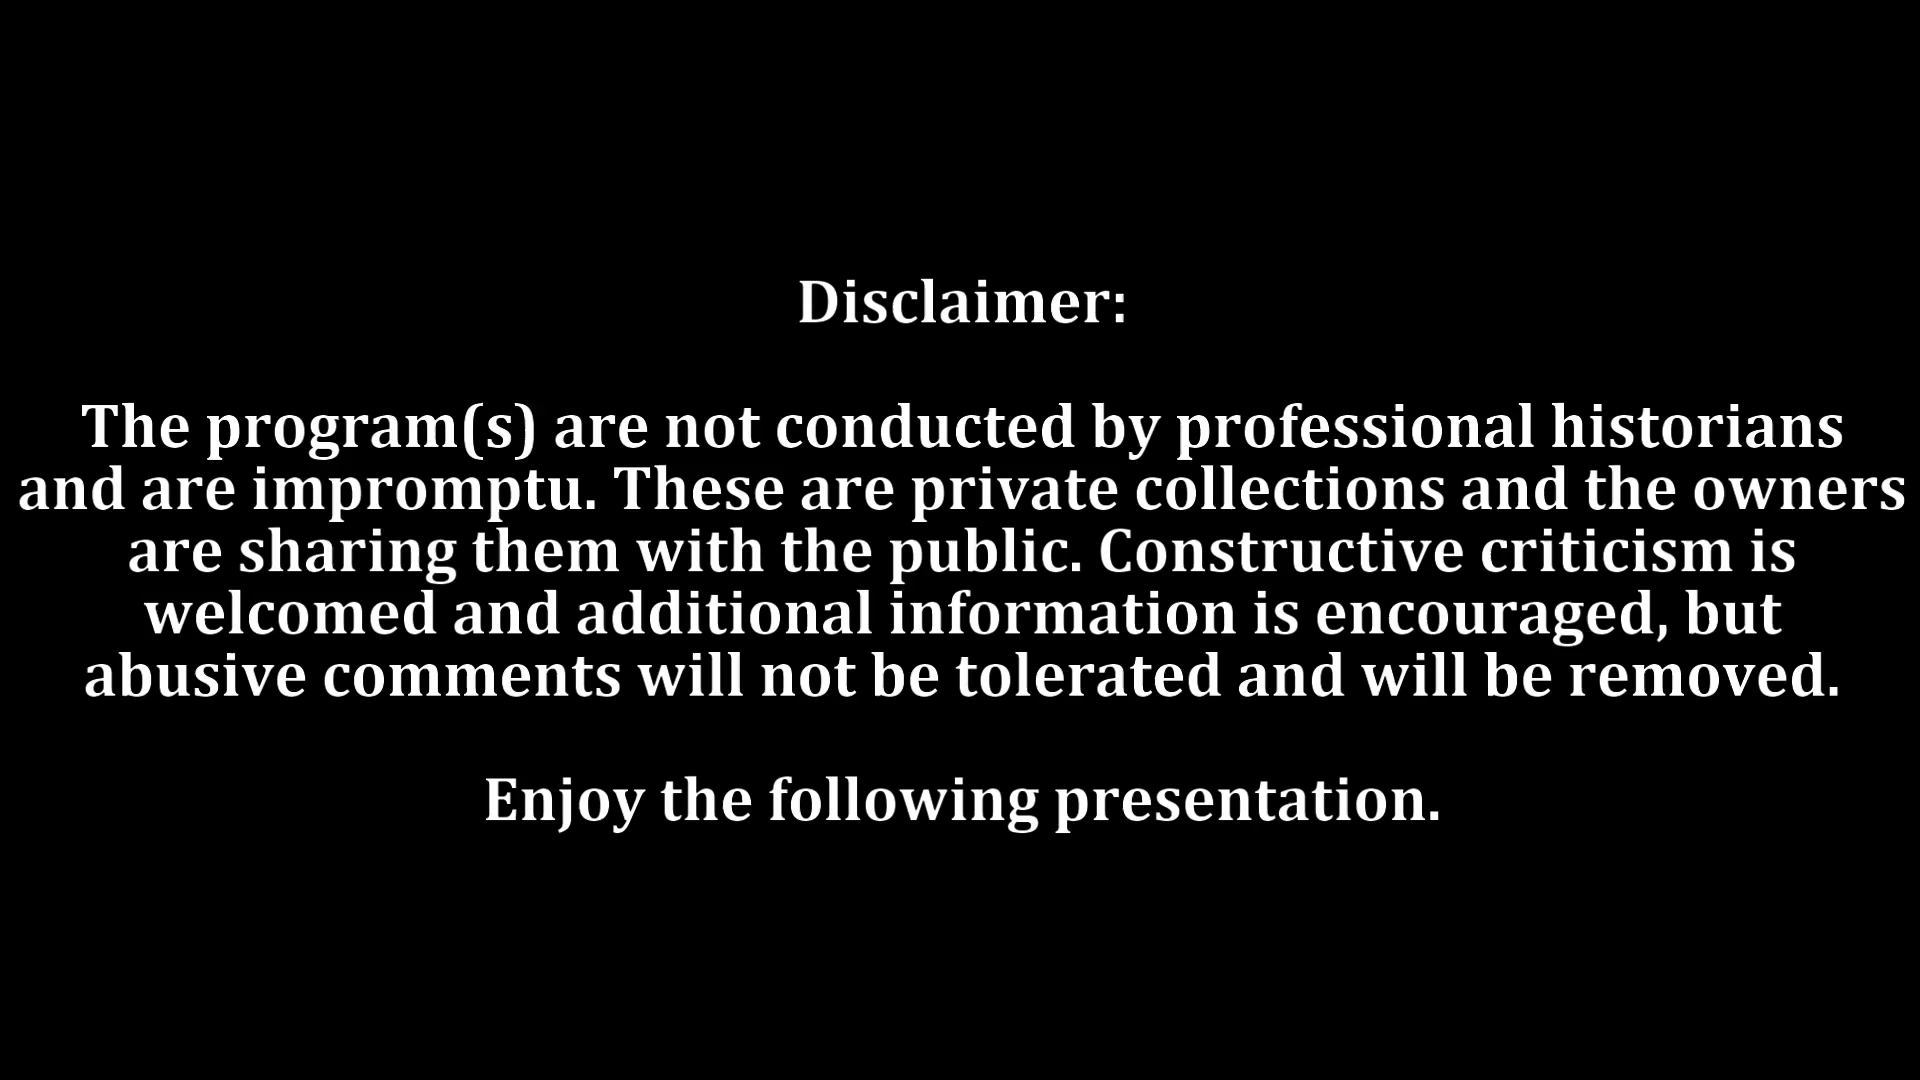 Disclaimer:
The program(s) are not conducted by professional historians
and are impromptu. These are private collections and the owners
are sharing them with the public. Constructive criticism is
welcomed and additional information is encouraged, but
abusive comments will not be tolerated and will be removed.
Enjoy the following presentation.